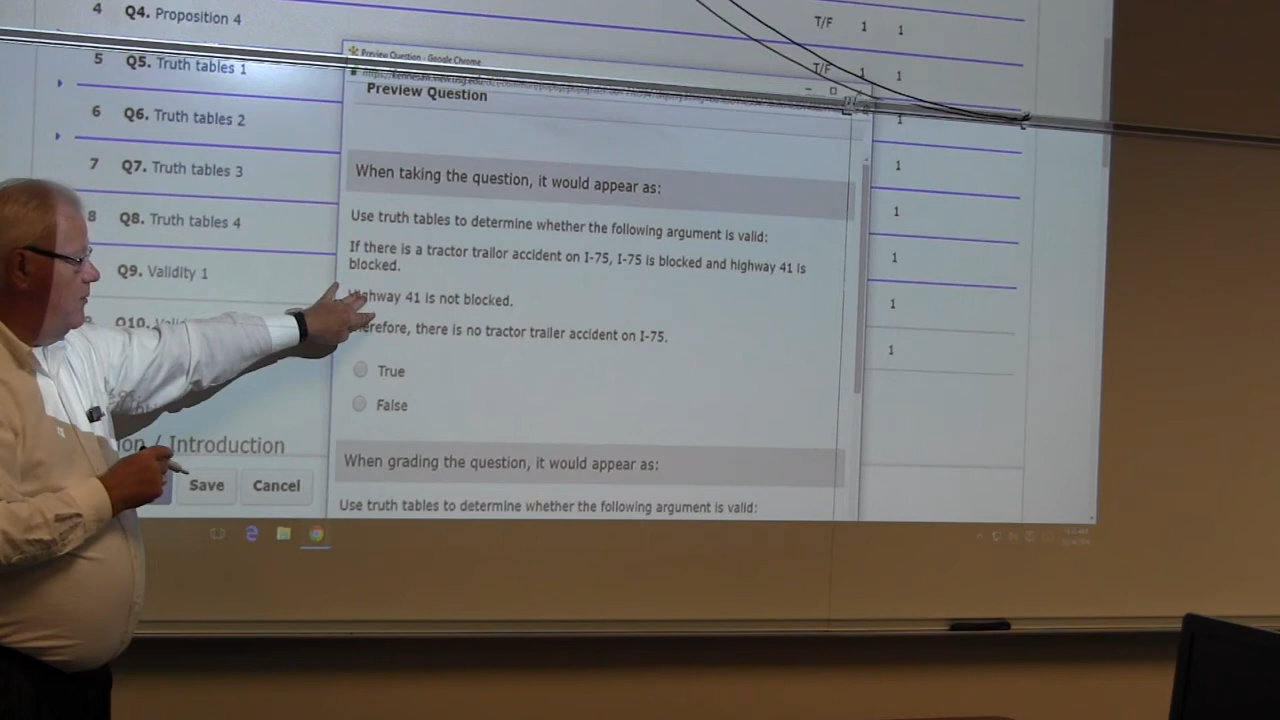 4 Q4. Proposition 4 T/F 1 1
5 Q5. Truth tables 1 T/F 1 1
Preview Question - Google Chrome
Preview Question
6 Q6. Truth tables 2 1
7 Q7. Truth tables 3 1
When taking the question, it would appear as:
8 Q8. Truth tables 4 1
Use truth tables to determine whether the following argument is valid:
If there is a tractor trailor accident on I-75, I-75 is blocked and highway 41 is
blocked.
Q9. Validity 1 1
Highway 41 is not blocked.
Q10. 1
Therefore, there is no tractor trailer accident on I-75.
1
True
False
/ Introduction
When grading the question, it would appear as:
Save Cancel
Use truth tables to determine whether the following argument is valid: